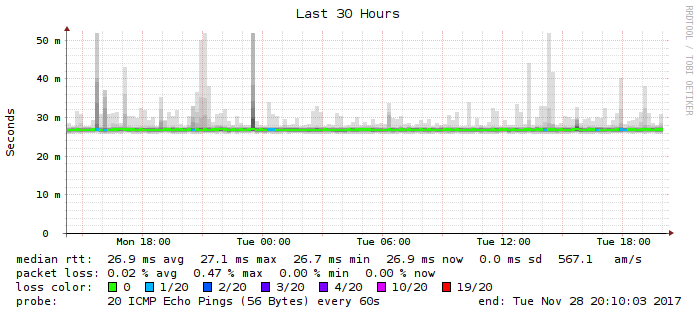 Last 30 Hours
RRDTOOL / TOBI OETIKER
Seconds
50 m
40 m
30 m
20 m
10 m
0
Mon 18:00 Tue 00:00 Tue 06:00 Tue 12:00 Tue 18:00
median rtt: 26.9 ms avg 27.1 ms max 26.7 ms min 26.9 ms now 0.0 ms sd 567.1 am/s
packet loss: 0.02 % avg 0.47 % max 0.00 % min 0.00 % now
loss color: 0 1/20 2/20 3/20 4/20 10/20 19/20
probe: 20 ICMP Echo Pings (56 Bytes) every 60s end: Tue Nov 28 20:10:03 2017